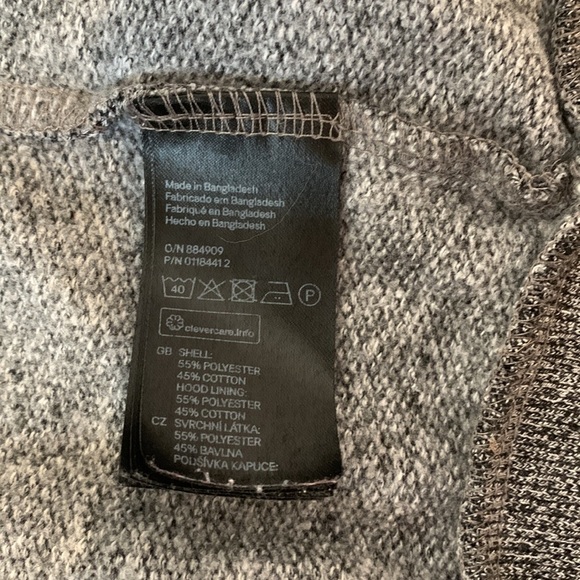 Made in Bangladesh
Fabricado em Bangladesh
Fabriqué en Bangladesh
Hecho en Bangladesh
O/N 884909
P/N 0118441 2
40 P
clevercare.info
GB SHELL:
55% POLYESTER
45% COTTON
HOOD LINING:
55% POLYESTER
45% COTTON
CZ SVRCHNÍ LÁTKA:
55% POLYESTER
45% BAVLNA
PODŠÍVKA KAPUCE: